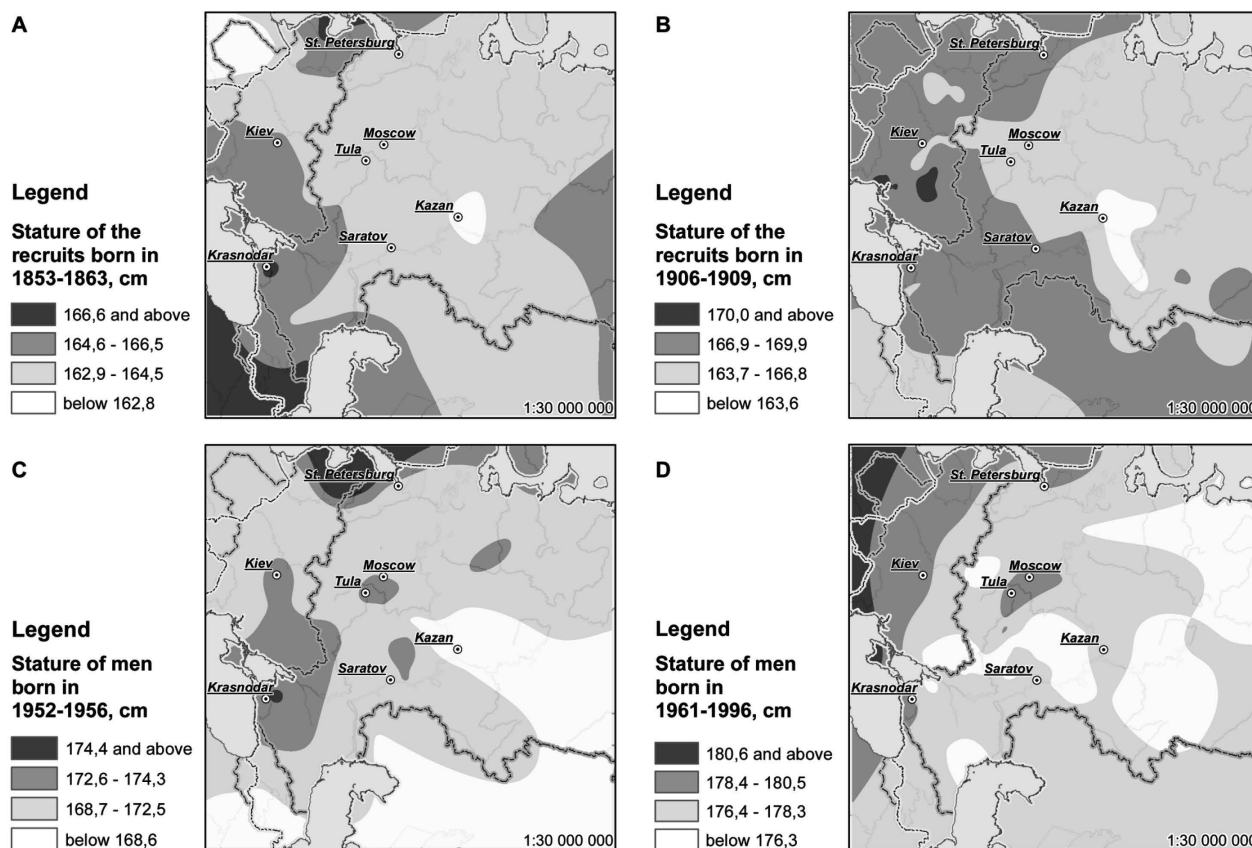 A
St. Petersburg
Kiev
Moscow
Tula
Kazan
Saratov
Krasnodar
Legend
Stature of the
recruits born in
1853-1863, cm
166,6 and above
164,6 - 166,5
162,9 - 164,5
below 162,8
1:30 000 000
B
St. Petersburg
Kiev
Moscow
Tula
Kazan
Saratov
Krasnodar
Legend
Stature of the
recruits born in
1906-1909, cm
170,0 and above
166,9 - 169,9
163,7 - 166,8
below 163,6
1:30 000 000
C
St. Petersburg
Kiev
Moscow
Tula
Kazan
Saratov
Krasnodar
Legend
Stature of men
born in
1952-1956, cm
174,4 and above
172,6 - 174,3
168,7 - 172,5
below 168,6
1:30 000 000
D
St. Petersburg
Kiev
Moscow
Tula
Kazan
Saratov
Krasnodar
Legend
Stature of men
born in
1961-1996, cm
180,6 and above
178,4 - 180,5
176,4 - 178,3
below 176,3
1:30 000 000